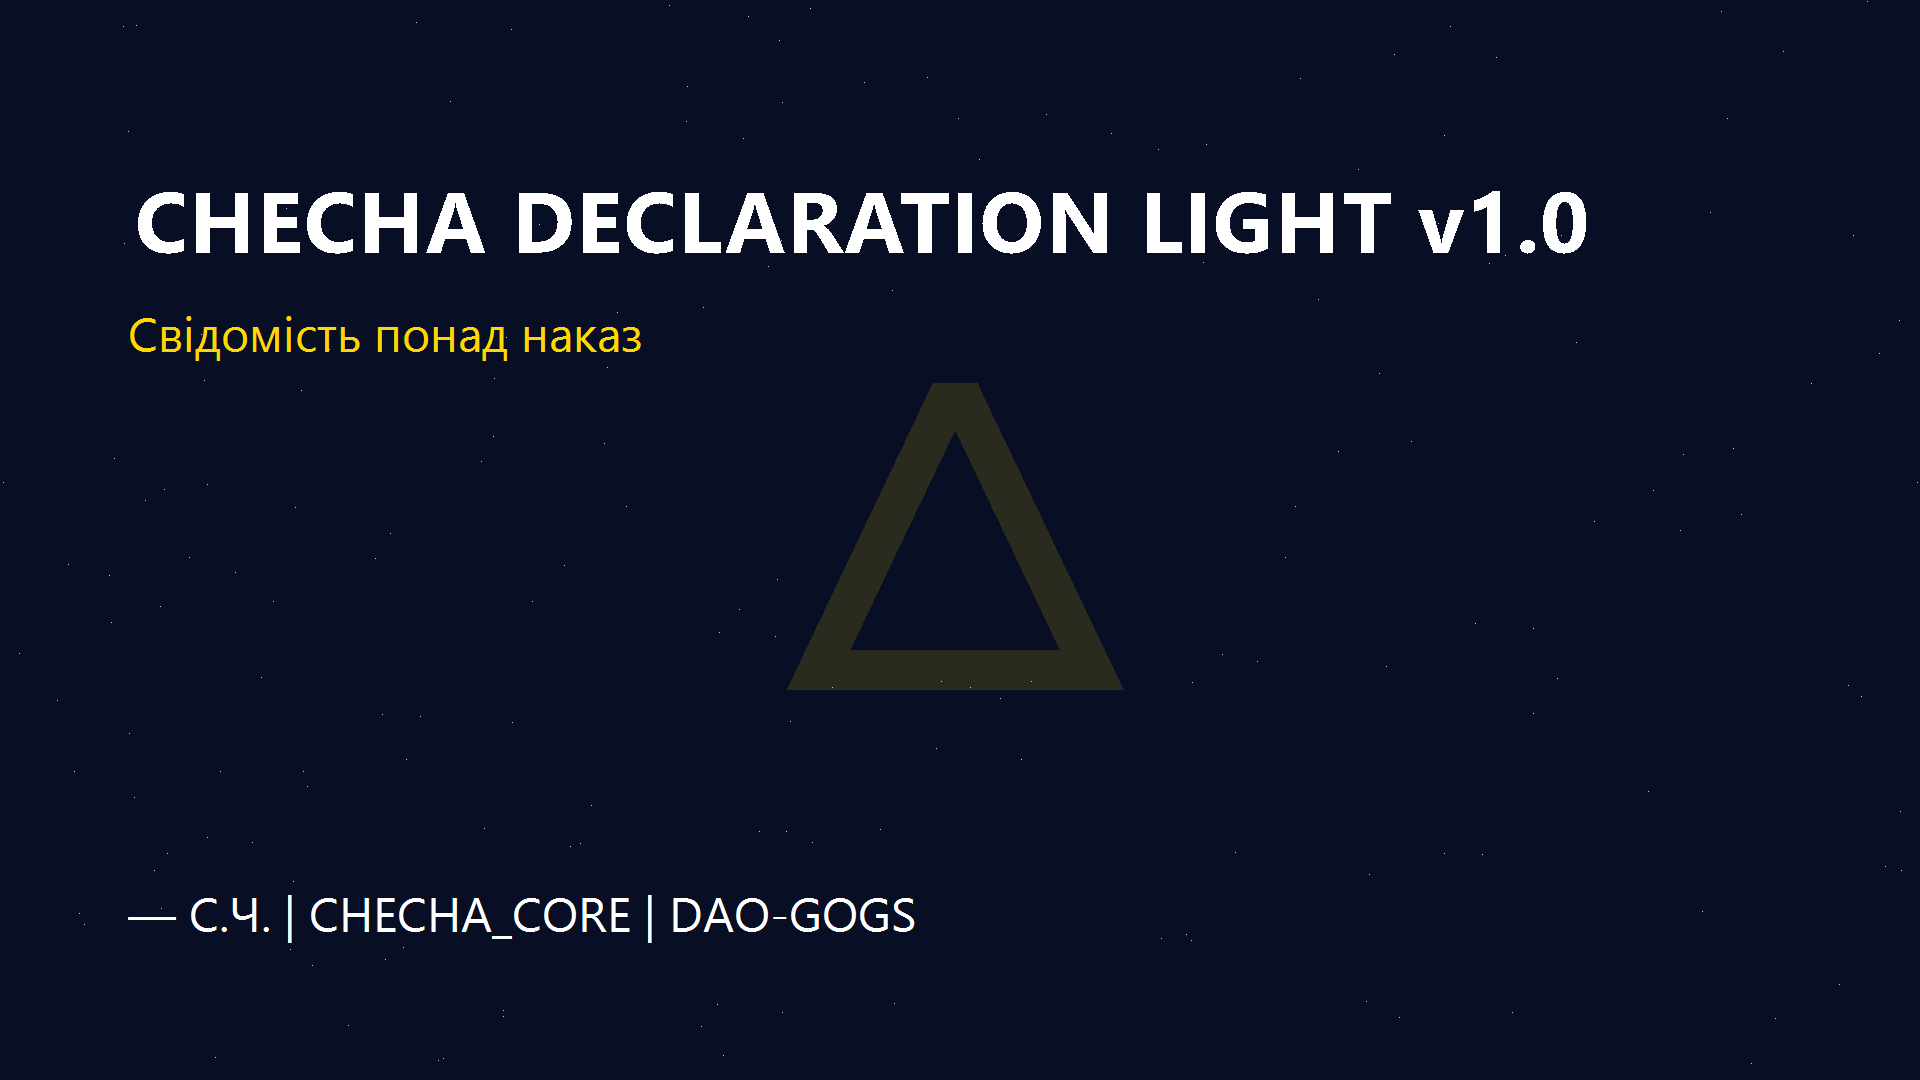 CHECHA DECLARATION LIGHT v1.0
Свідомість понад наказ
Δ
— С.Ч. | CHECHA_CORE | DAO-GOGS